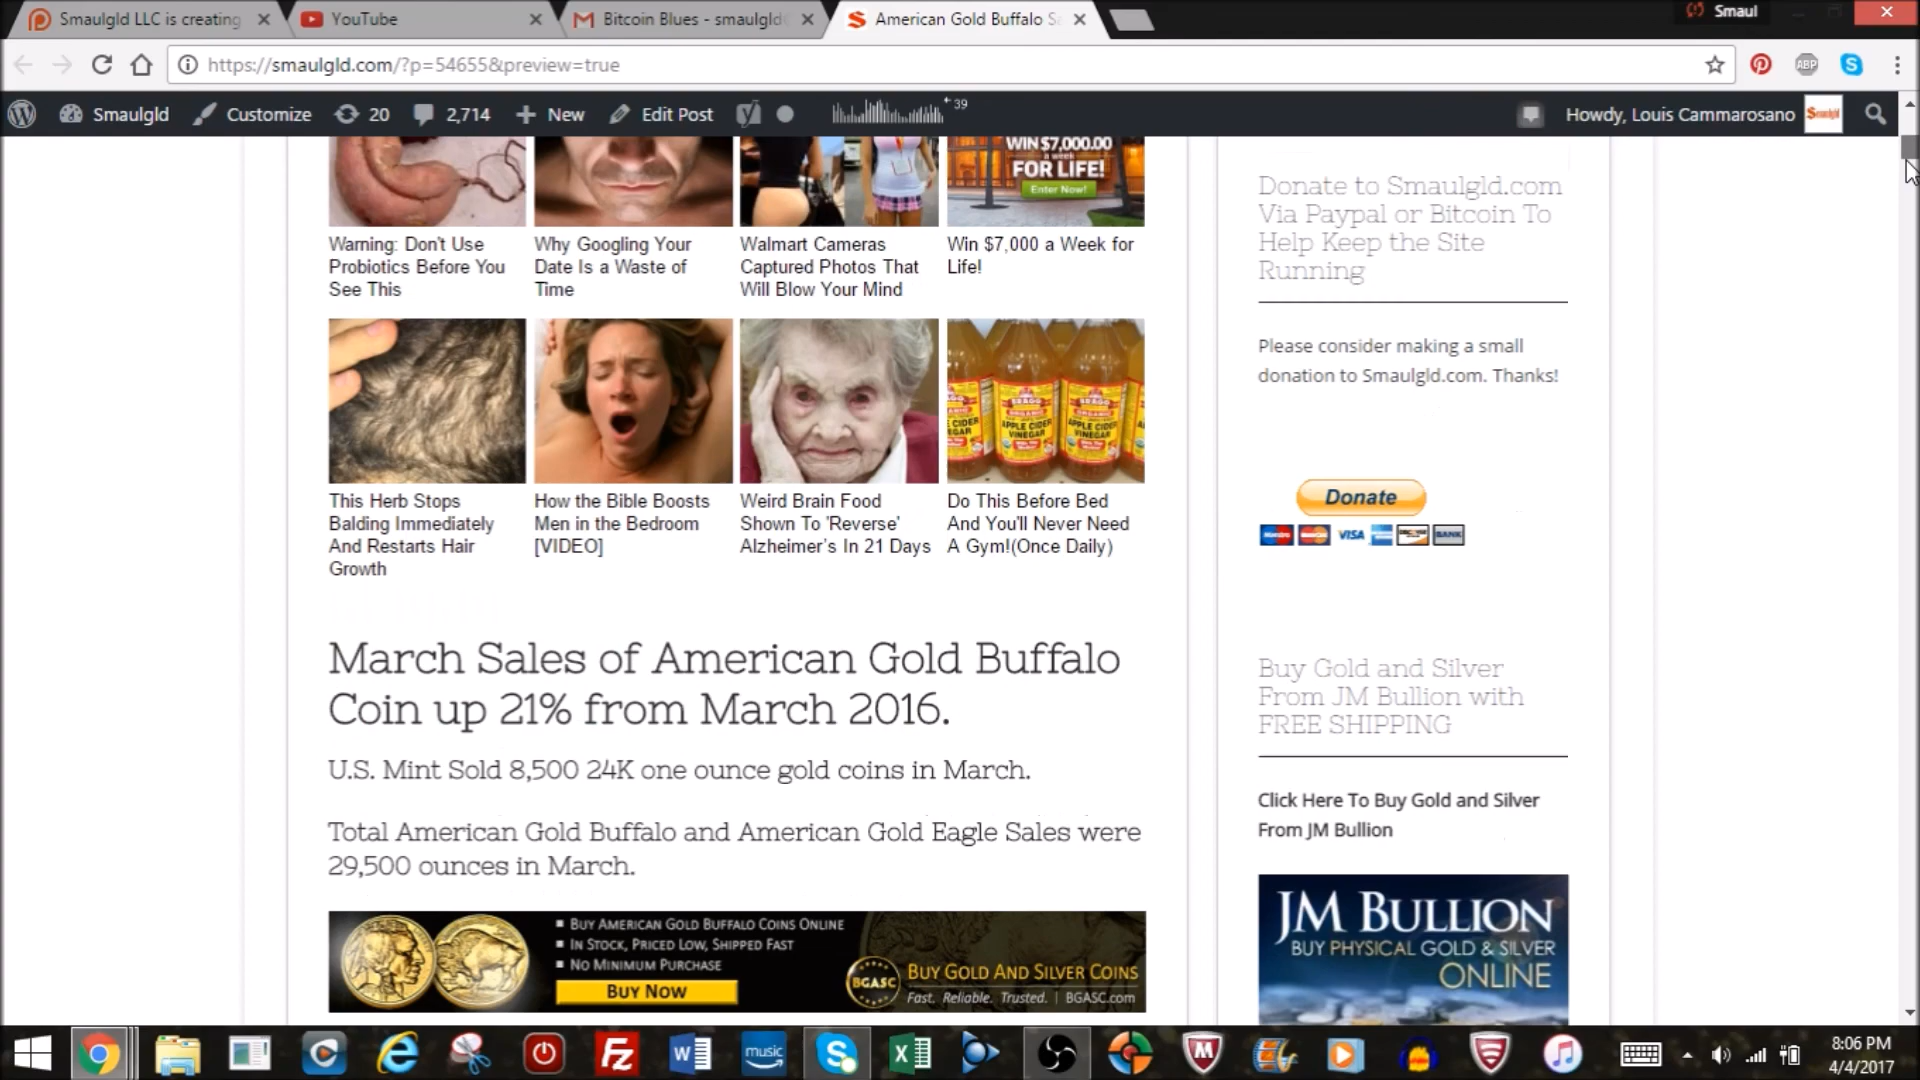 Smaulgld LLC is creating
YouTube
Bitcoin Blues - smaulgld
American Gold Buffalo Sa
Smaul
https://smaulgld.com/?p=54655&preview=true
ABP
Smaulgld
Customize
20
2,714
New
Edit Post
39
Howdy, Louis Cammarosano
Smaulgld
WIN $7,000.00
a week
FOR LIFE!
Enter Now!
Warning: Don't Use
Probiotics Before You
See This
Why Googling Your
Date Is a Waste of
Time
Walmart Cameras
Captured Photos That
Will Blow Your Mind
Win $7,000 a Week for
Life!
BRAGG
ORGANIC
APPLE CIDER
VINEGAR
This Herb Stops
Balding Immediately
And Restarts Hair
Growth
How the Bible Boosts
Men in the Bedroom
[VIDEO]
Weird Brain Food
Shown To 'Reverse'
Alzheimer's In 21 Days
Do This Before Bed
And You'll Never Need
A Gym!(Once Daily)
March Sales of American Gold Buffalo
Coin up 21% from March 2016.
U.S. Mint Sold 8,500 24K one ounce gold coins in March.
Total American Gold Buffalo and American Gold Eagle Sales were
29,500 ounces in March.
BUY AMERICAN GOLD BUFFALO COINS ONLINE
IN STOCK, PRICED LOW, SHIPPED FAST
NO MINIMUM PURCHASE
BUY NOW
BGASC
BUY GOLD AND SILVER COINS
Fast. Reliable. Trusted. | BGASC.com
Donate to Smaulgld.com
Via Paypal or Bitcoin To
Help Keep the Site
Running
Please consider making a small
donation to Smaulgld.com. Thanks!
Donate
VISA
BANK
Buy Gold and Silver
From JM Bullion with
FREE SHIPPING
Click Here To Buy Gold and Silver
From JM Bullion
JM BULLION
BUY PHYSICAL GOLD & SILVER
ONLINE
music
8:06 PM
4/4/2017